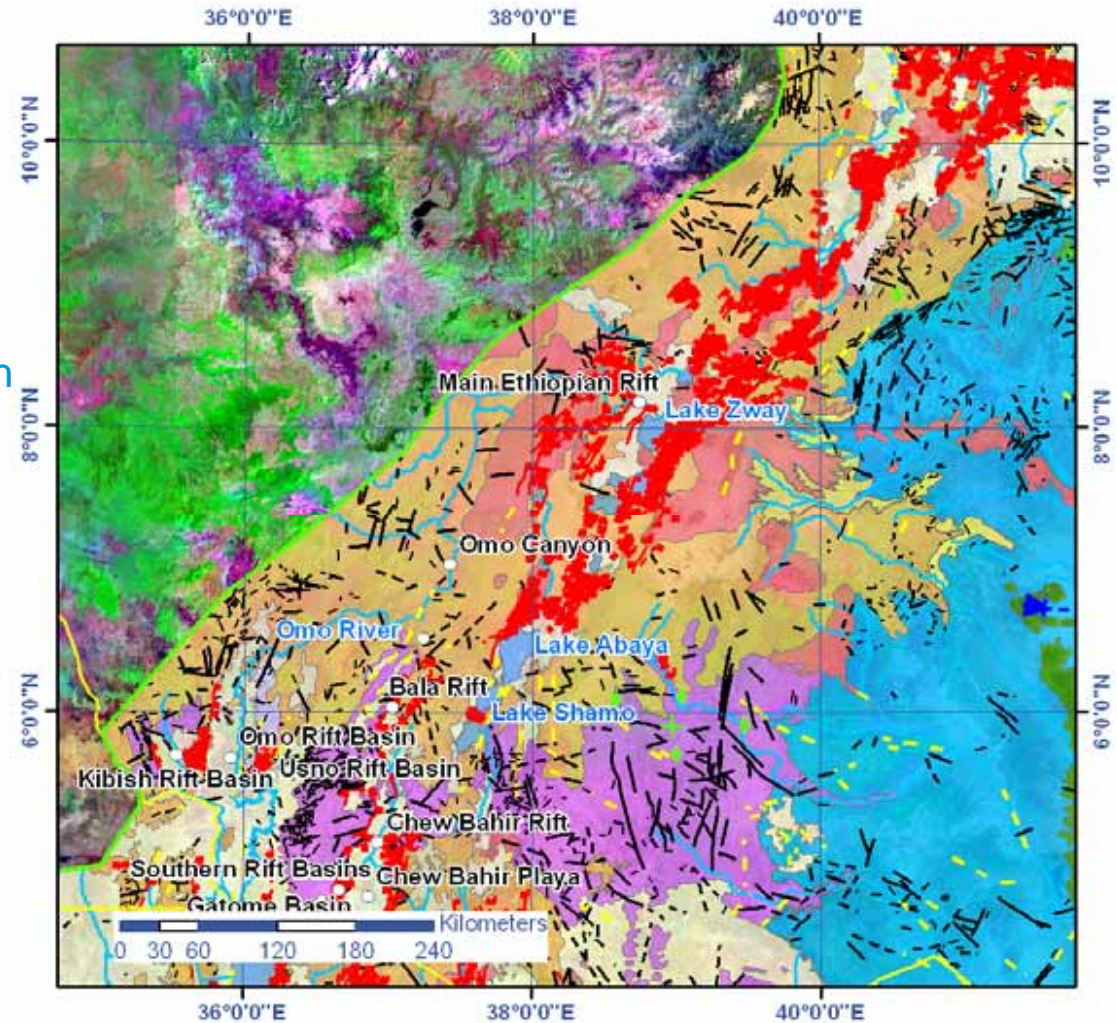 36°0'0"E 38°0'0"E 40°0'0"E
10°0'0"N
10°0'0"N
n
Main Ethiopian Rift
Lake Zway
8°0'0"N
8°0'0"N
Omo Canyon
Omo River
Lake Abaya
Bala Rift
6°0'0"N
Lake Shamo
6°0'0"N
Omo Rift Basin
Usno Rift Basin
Kibish Rift Basin
Chew Bahir Rift
Southern Rift Basins
Chew Bahir Playa
Gatome Basin
Kilometers
0 30 60 120 180 240
36°0'0"E 38°0'0"E 40°0'0"E